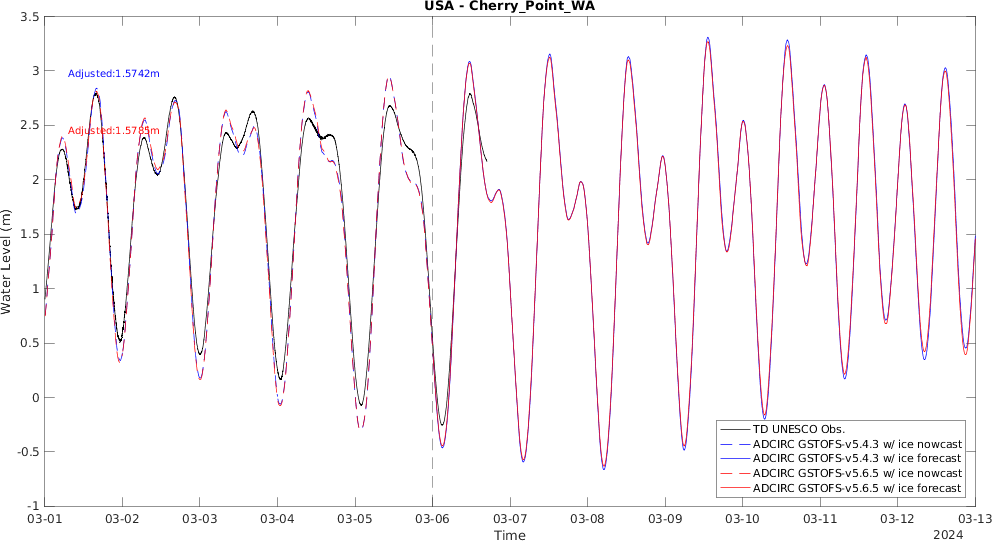 USA - Cherry_Point_WA
3.5
3
2.5
2
1.5
1
0.5
0
-0.5
-1
Water Level (m)
Adjusted:1.5742m
Adjusted:1.5785m
TD UNESCO Obs.
ADCIRC GSTOFS-v5.4.3 w/ ice nowcast
ADCIRC GSTOFS-v5.4.3 w/ ice forecast
ADCIRC GSTOFS-v5.6.5 w/ ice nowcast
ADCIRC GSTOFS-v5.6.5 w/ ice forecast
03-01 03-02 03-03 03-04 03-05 03-06 03-07 03-08 03-09 03-10 03-11 03-12 03-13
Time
2024